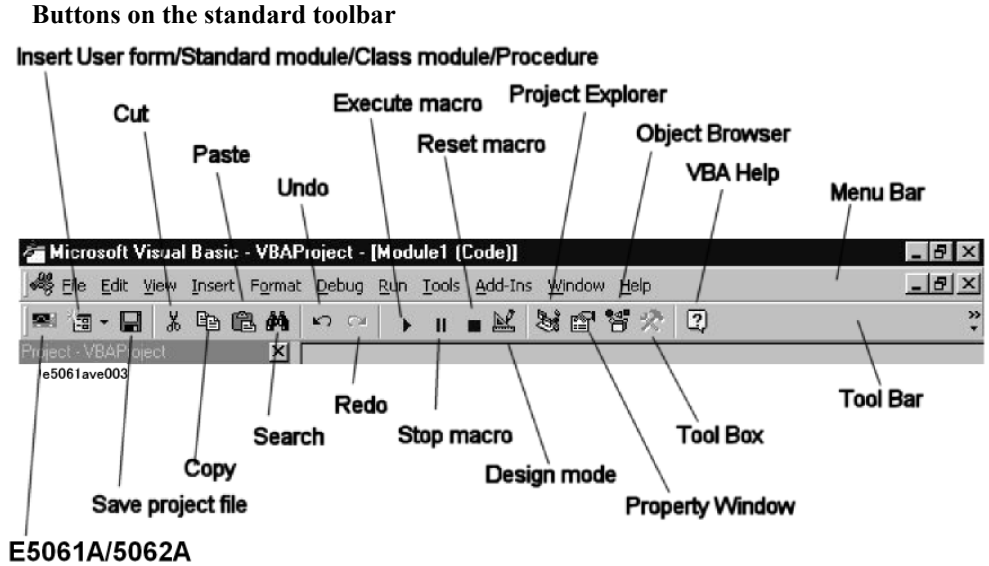 Buttons on the standard toolbar
Insert User form/Standard module/Class module/Procedure
Cut
Execute macro
Project Explorer
Paste
Reset macro
Object Browser
Undo
VBA Help
Menu Bar
Microsoft Visual Basic - VBAProject - [Module1 (Code)]
File Edit View Insert Format Debug Run Tools Add-Ins Window Help
Project - VBAProject
e5061ave003
Redo
Tool Bar
Search
Stop macro
Tool Box
Copy
Design mode
Save project file
Property Window
E5061A/5062A